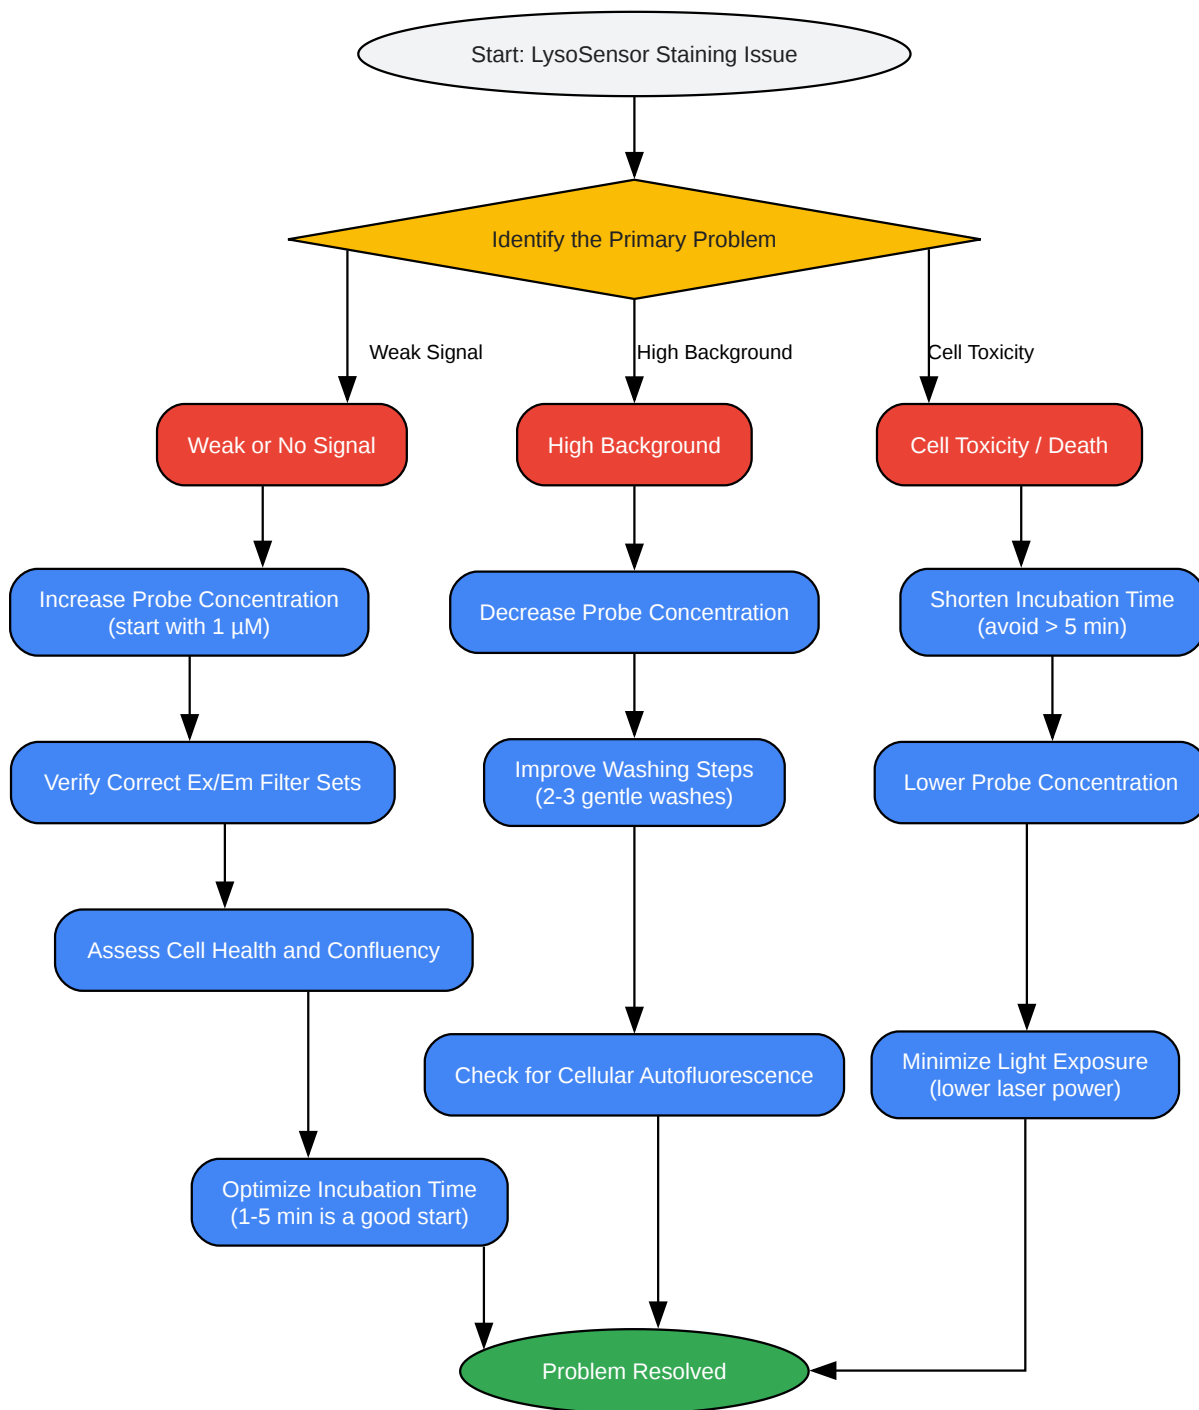 Start: LysoSensor Staining Issue
Identify the Primary Problem
Weak Signal
High Background
Cell Toxicity
Weak or No Signal
High Background
Cell Toxicity / Death
Increase Probe Concentration
(start with 1 µM)
Decrease Probe Concentration
Shorten Incubation Time
(avoid > 5 min)
Verify Correct Ex/Em Filter Sets
Improve Washing Steps
(2-3 gentle washes)
Lower Probe Concentration
Assess Cell Health and Confluency
Check for Cellular Autofluorescence
Minimize Light Exposure
(lower laser power)
Optimize Incubation Time
(1-5 min is a good start)
Problem Resolved